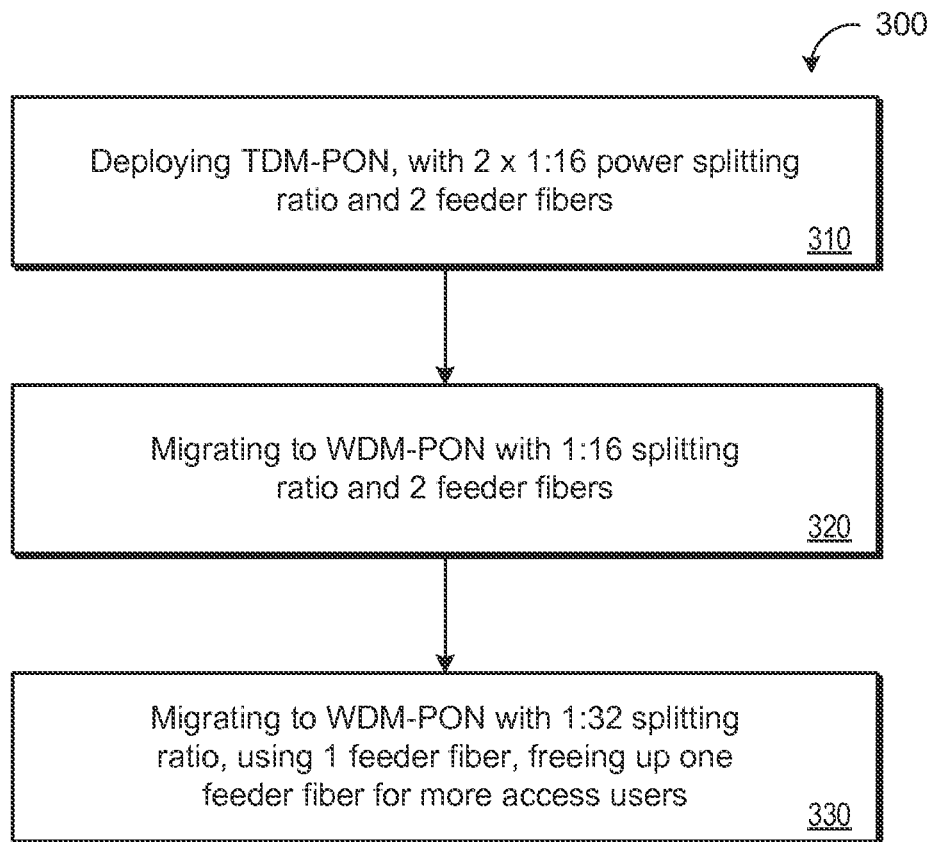 300
Deploying TDM-PON, with 2 x 1:16 power splitting
ratio and 2 feeder fibers
310
Migrating to WDM-PON with 1:16 splitting
ratio and 2 feeder fibers
320
Migrating to WDM-PON with 1:32 splitting
ratio, using 1 feeder fiber, freeing up one
feeder fiber for more access users
330